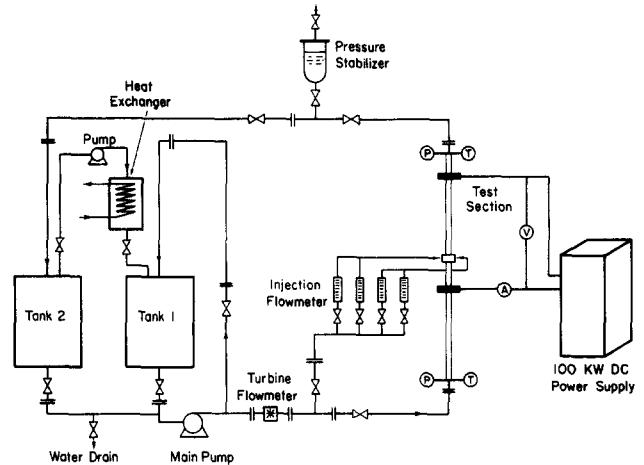 Pressure
Stabilizer
Heat
Exchanger
Pump
P
T
Test
Section
V
Injection
Flowmeter
A
Tank 2
Tank 1
100 KW DC
Power Supply
Turbine
Flowmeter
P
T
Water Drain
Main Pump